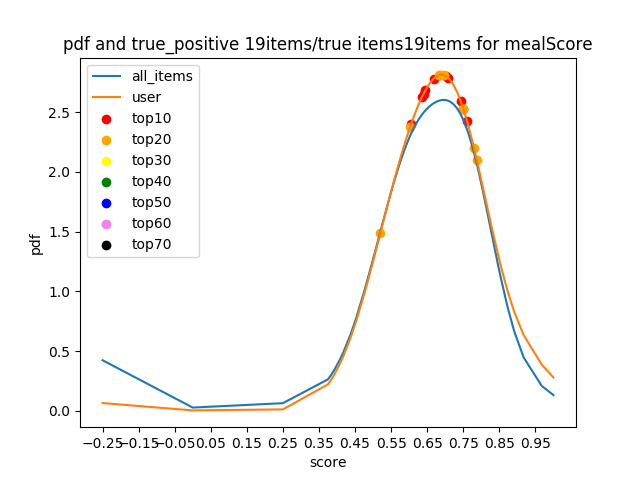 pdf and true_positive 19items/true items19items for mealScore
all_items
user
top10
top20
top30
top40
top50
top60
top70
pdf
2.5
2.0
1.5
1.0
0.5
0.0
−0.25 −0.15 −0.05 0.05 0.15 0.25 0.35 0.45 0.55 0.65 0.75 0.85 0.95
score